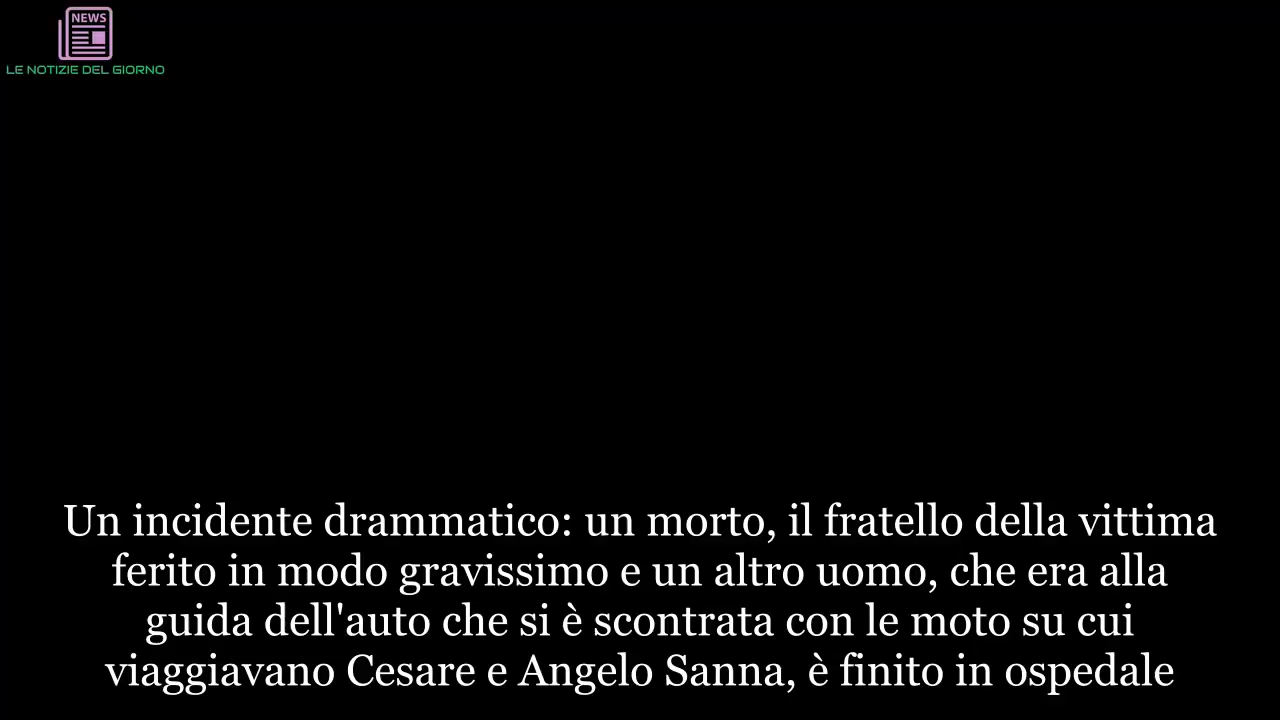 NEWS
LE NOTIZIE DEL GIORNO
Un incidente drammatico: un morto, il fratello della vittima
ferito in modo gravissimo e un altro uomo, che era alla
guida dell'auto che si è scontrata con le moto su cui
viaggiavano Cesare e Angelo Sanna, è finito in ospedale